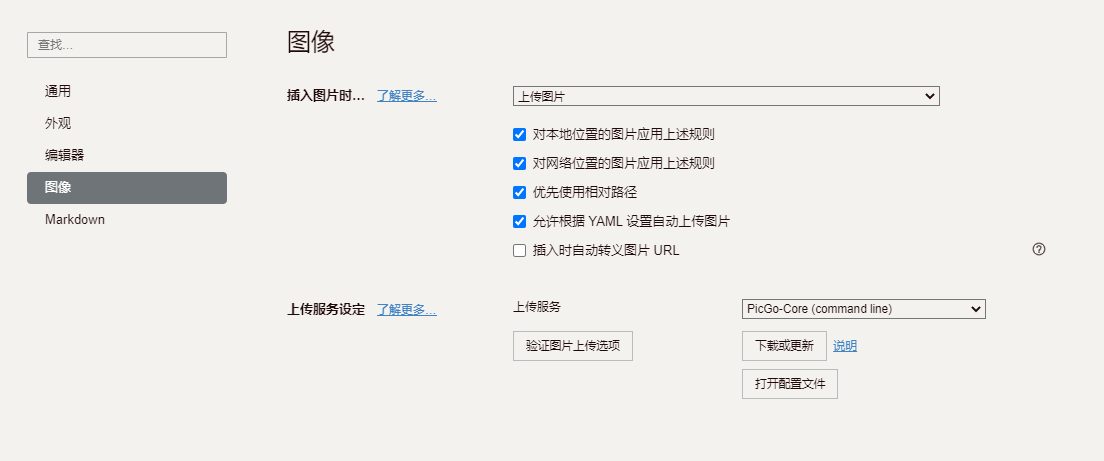 查找...
通用
外观
编辑器
图像
Markdown
图像
插入图片时... 了解更多... 上传图片
对本地位置的图片应用上述规则
对网络位置的图片应用上述规则
优先使用相对路径
允许根据 YAML 设置自动上传图片
插入时自动转义图片 URL
上传服务设定 了解更多... 上传服务 PicGo-Core (command line)
验证图片上传选项 下载或更新 说明
打开配置文件